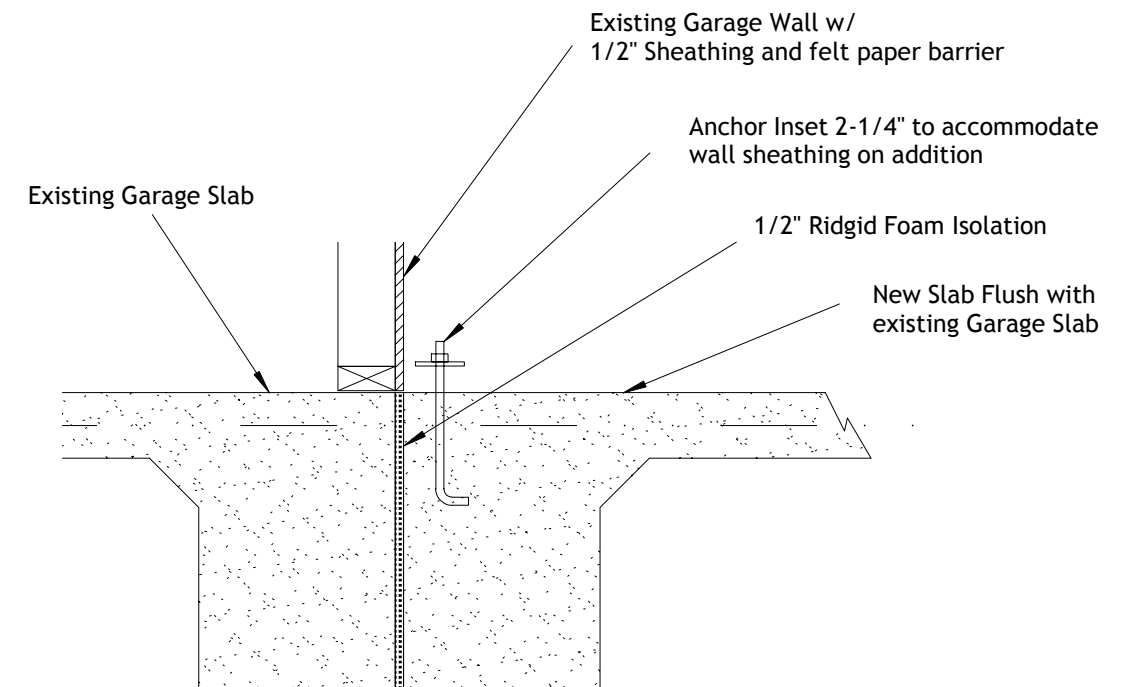 Existing Garage Wall w/
1/2" Sheathing and felt paper barrier
Anchor Inset 2-1/4" to accommodate
wall sheathing on addition
Existing Garage Slab
1/2" Ridgid Foam Isolation
New Slab Flush with
existing Garage Slab